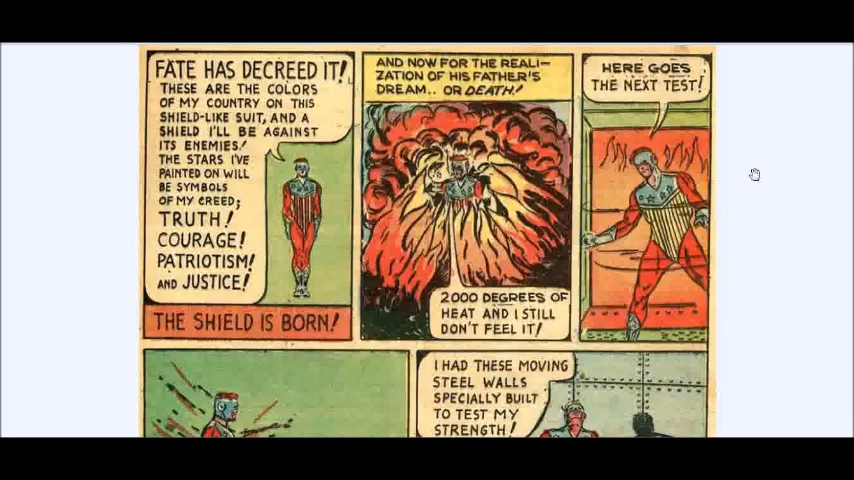 FATE HAS DECREED IT!
THESE ARE THE COLORS
OF MY COUNTRY ON THIS
SHIELD-LIKE SUIT, AND A
SHIELD I'LL BE AGAINST
ITS ENEMIES!
THE STARS I'VE
PAINTED ON WILL
BE SYMBOLS
OF MY CREED;
TRUTH!
COURAGE!
PATRIOTISM!
AND JUSTICE!
THE SHIELD IS BORN!
AND NOW FOR THE REALI-
ZATION OF HIS FATHER'S
DREAM.. OR DEATH!
2000 DEGREES OF
HEAT AND I STILL
DON'T FEEL IT!
HERE GOES
THE NEXT TEST!
I HAD THESE MOVING
STEEL WALLS
SPECIALLY BUILT
TO TEST MY
STRENGTH!